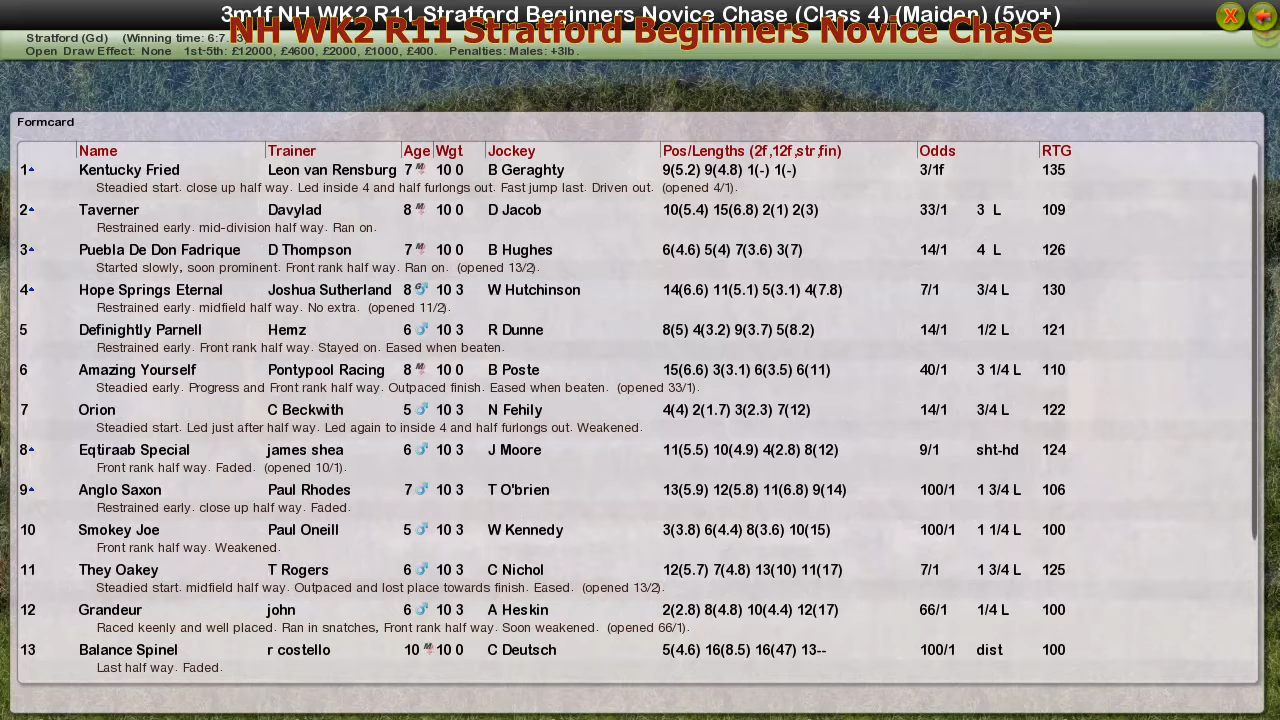 3m1f NH WK2 R11 Stratford Beginners Novice Chase (Class 4) (Maiden) (5yo+)
NH WK2 R11 Stratford Beginners Novice Chase
Stratford (Gd) (Winning time: 6:7.
Open Draw Effect: None 1st-5th: £12000, £4600, £2000, £1000, £400. Penalties: Males: +3lb.
Formcard
Name Trainer Age Wgt Jockey Pos/Lengths (2f,12f,str,fin) Odds RTG
1 Kentucky Fried Leon van Rensburg 7 10 0 B Geraghty 9(5.2) 9(4.8) 1(-) 1(-) 3/1f 135
Steadied start. close up half way. Led inside 4 and half furlongs out. Fast jump last. Driven out. (opened 4/1).
2 Taverner Davylad 8 10 0 D Jacob 10(5.4) 15(6.8) 2(1) 2(3) 33/1 3 L 109
Restrained early. mid-division half way. Ran on.
3 Puebla De Don Fadrique D Thompson 7 10 0 B Hughes 6(4.6) 5(4) 7(3.6) 3(7) 14/1 4 L 126
Started slowly, soon prominent. Front rank half way. Ran on. (opened 13/2).
4 Hope Springs Eternal Joshua Sutherland 8 10 3 W Hutchinson 14(6.6) 11(5.1) 5(3.1) 4(7.8) 7/1 3/4 L 130
Restrained early. midfield half way. No extra. (opened 11/2).
5 Definightly Parnell Hemz 6 10 3 R Dunne 8(5) 4(3.2) 9(3.7) 5(8.2) 14/1 1/2 L 121
Restrained early. Front rank half way. Stayed on. Eased when beaten.
6 Amazing Yourself Pontypool Racing 8 10 0 B Poste 15(6.6) 3(3.1) 6(3.5) 6(11) 40/1 3 1/4 L 110
Steadied early. Progress and Front rank half way. Outpaced finish. Eased when beaten. (opened 33/1).
7 Orion C Beckwith 5 10 3 N Fehily 4(4) 2(1.7) 3(2.3) 7(12) 14/1 3/4 L 122
Steadied start. Led just after half way. Led again to inside 4 and half furlongs out. Weakened.
8 Eqtiraab Special james shea 6 10 3 J Moore 11(5.5) 10(4.9) 4(2.8) 8(12) 9/1 sht-hd 124
Front rank half way. Faded. (opened 10/1).
9 Anglo Saxon Paul Rhodes 7 10 3 T O'brien 13(5.9) 12(5.8) 11(6.8) 9(14) 100/1 1 3/4 L 106
Restrained early. close up half way. Faded.
10 Smokey Joe Paul Oneill 5 10 3 W Kennedy 3(3.8) 6(4.4) 8(3.6) 10(15) 100/1 1 1/4 L 100
Front rank half way. Weakened.
11 They Oakey T Rogers 6 10 3 C Nichol 12(5.7) 7(4.8) 13(10) 11(17) 7/1 1 3/4 L 125
Steadied start. midfield half way. Outpaced and lost place towards finish. Eased. (opened 13/2).
12 Grandeur john 6 10 3 A Heskin 2(2.8) 8(4.8) 10(4.4) 12(17) 66/1 1/4 L 100
Raced keenly and well placed. Ran in snatches, Front rank half way. Soon weakened. (opened 66/1).
13 Balance Spinel r costello 10 10 0 C Deutsch 5(4.6) 16(8.5) 16(47) 13-- 100/1 dist 100
Last half way. Faded.